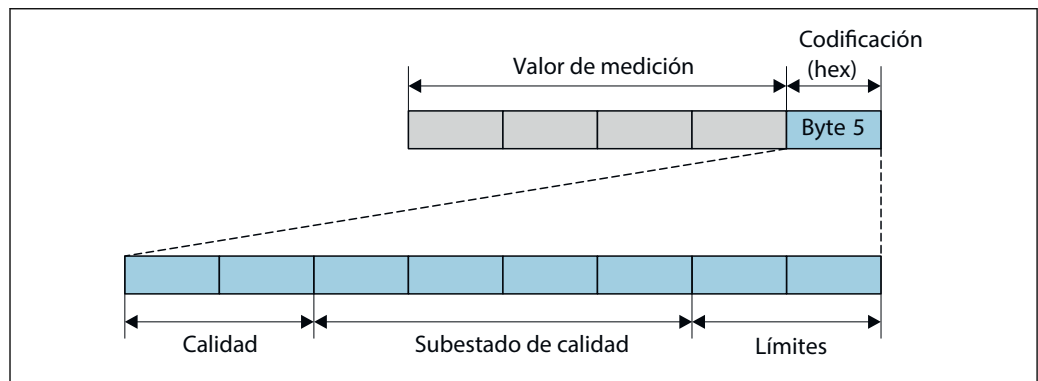 Codificación
Valor de medición
(hex)
Byte 5
Calidad
Subestado de calidad
Límites